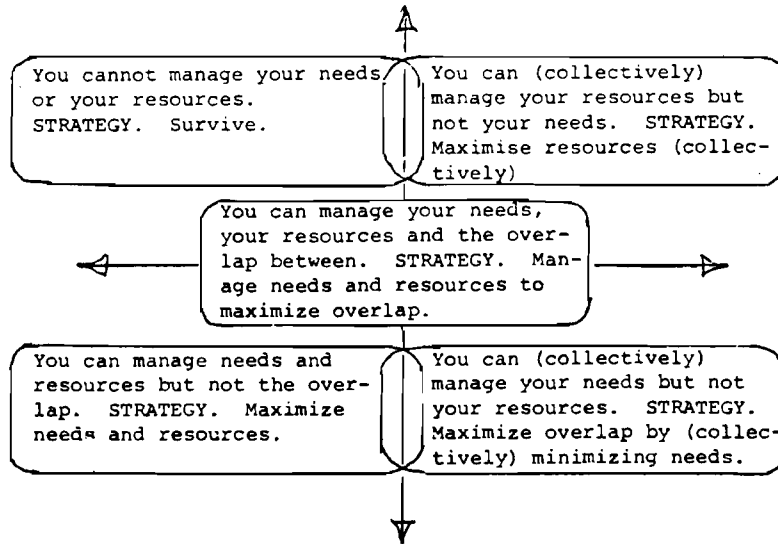 You cannot manage your needs
or your resources.
STRATEGY. Survive.
You can (collectively)
manage your resources but
not your needs. STRATEGY.
Maximise resources (collec-
tively)
You can manage your needs,
your resources and the over-
lap between. STRATEGY. Man-
age needs and resources to
maximize overlap.
You can manage needs and
resources but not the over-
lap. STRATEGY. Maximize
needs and resources.
You can (collectively)
manage your needs but not
your resources. STRATEGY.
Maximize overlap by (collec-
tively) minimizing needs.